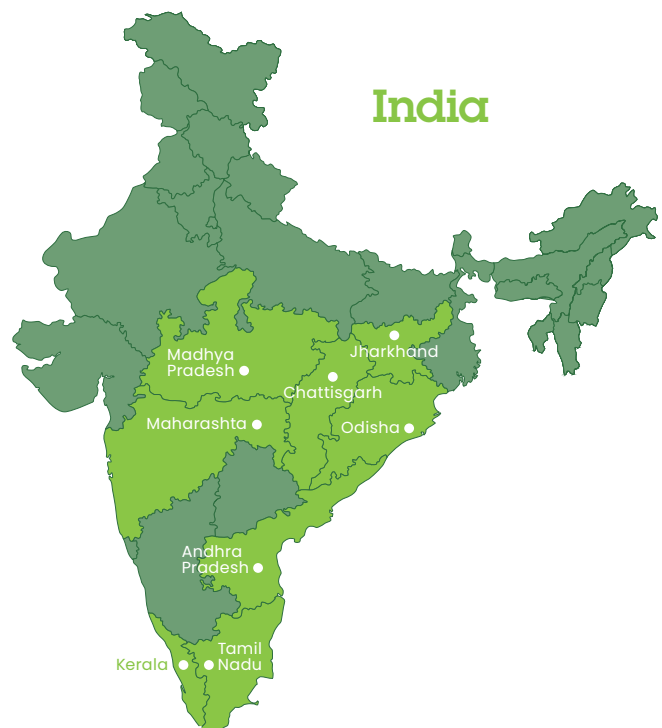 India
Madhya
Pradesh
Jharkhand
Chattisgarh
Maharashta
Odisha
Andhra
Pradesh
Kerala
Tamil
Nadu